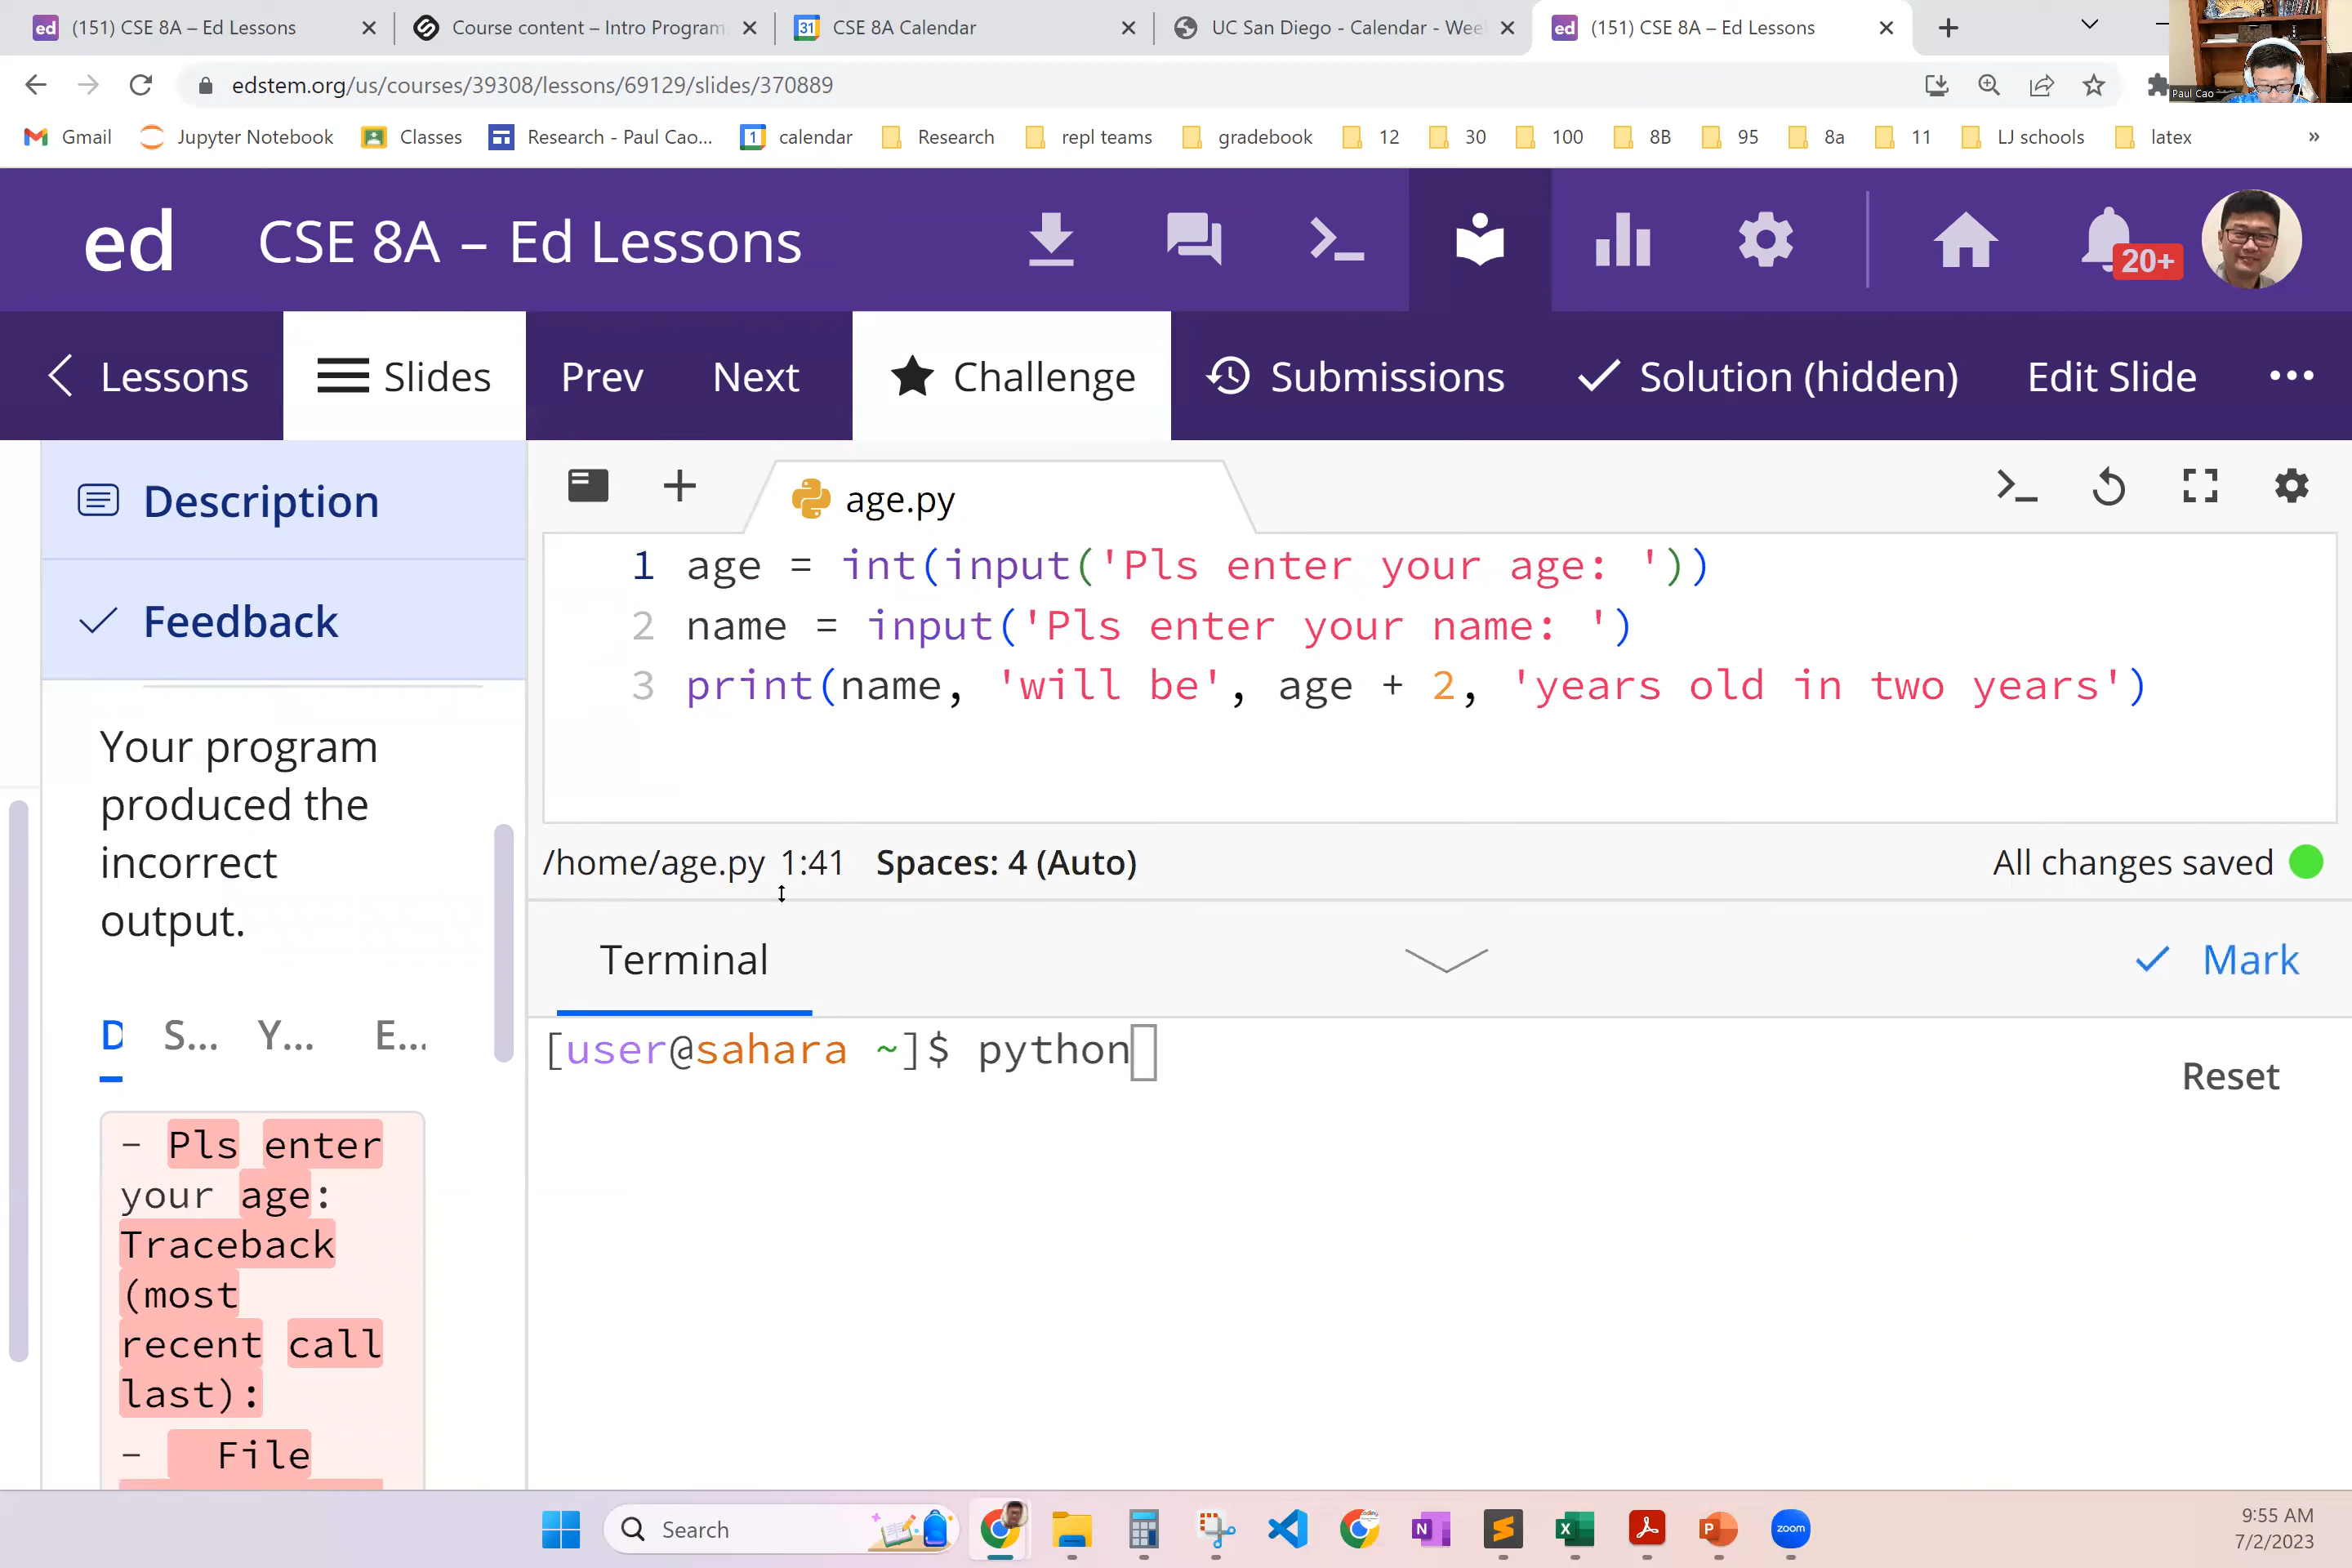 ed (151) CSE 8A – Ed Lessons
Course content – Intro Program
31 CSE 8A Calendar
UC San Diego - Calendar - Wee
ed (151) CSE 8A – Ed Lessons
edstem.org/us/courses/39308/lessons/69129/slides/370889
Paul Cao
Gmail Jupyter Notebook Classes Research - Paul Cao... 1 calendar Research repl teams gradebook 12 30 100 8B 95 8a 11 LJ schools latex »
ed CSE 8A – Ed Lessons 20+
Lessons Slides Prev Next Challenge Submissions Solution (hidden) Edit Slide
Description
Feedback
Your program
produced the
incorrect
output.
D S... Y... E...
- Pls enter
your age:
Traceback
(most
recent call
last):
- File
age.py
1 age = int(input('Pls enter your age: '))
2 name = input('Pls enter your name: ')
3 print(name, 'will be', age + 2, 'years old in two years')
/home/age.py 1:41 Spaces: 4 (Auto) All changes saved
Terminal Mark
[user@sahara ~]$ python
Reset
Search
zoom
9:55 AM
7/2/2023